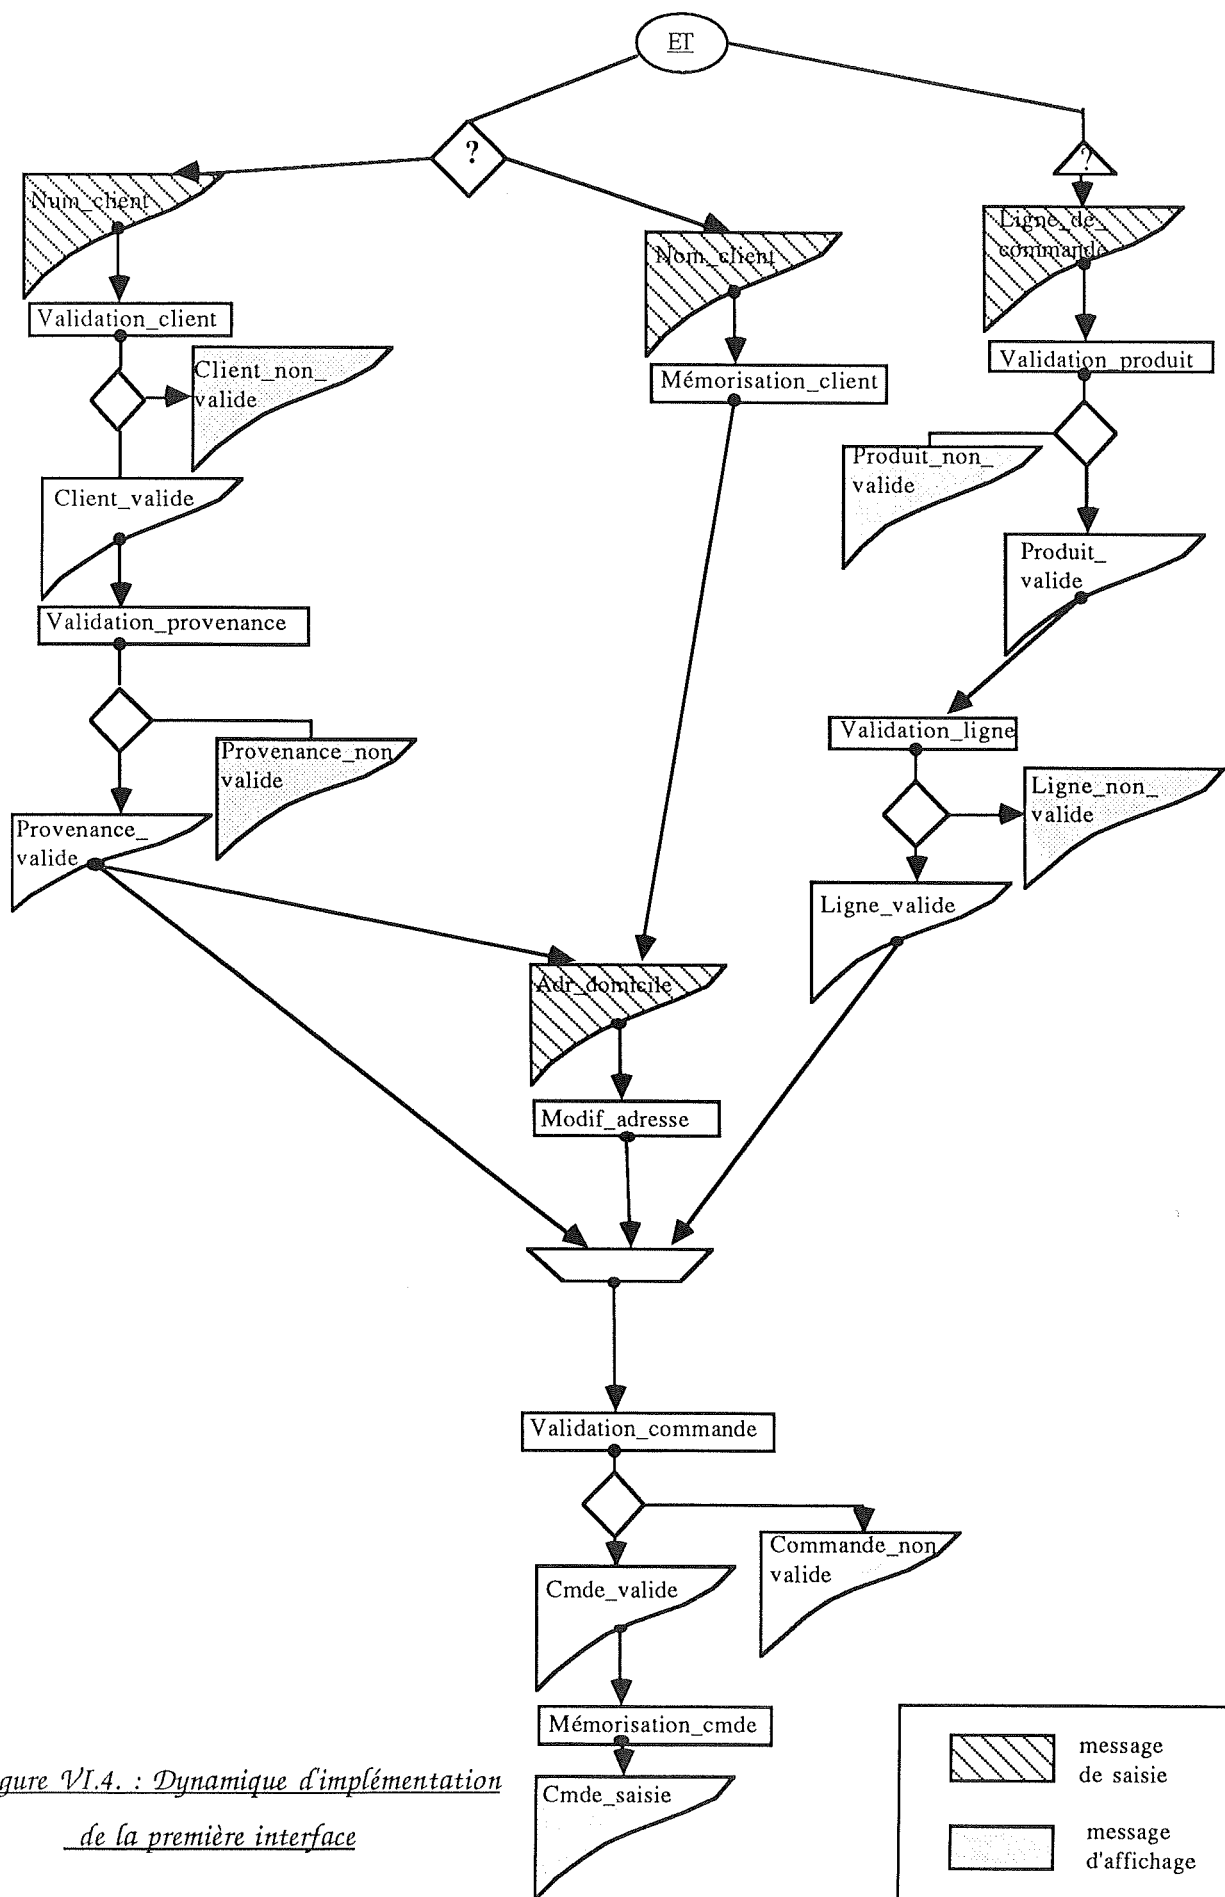 ET
?
?
Num_client
Nom_client
Ligne_de_
commande
Validation_client
Mémorisation_client
Validation_produit
Client_non_
valide
Produit_non_
valide
Client_valide
Produit_
valide
Validation_provenance
Validation_ligne
Provenance_non
valide
Ligne_non_
valide
Provenance_
valide
Ligne_valide
Adr_domicile
Modif_adresse
Validation_commande
Commande_non
valide
Cmde_valide
Mémorisation_cmde
Cmde_saisie
message
de saisie
message
d'affichage
gure VI.4. : Dynamique d'implémentation
de la première interface